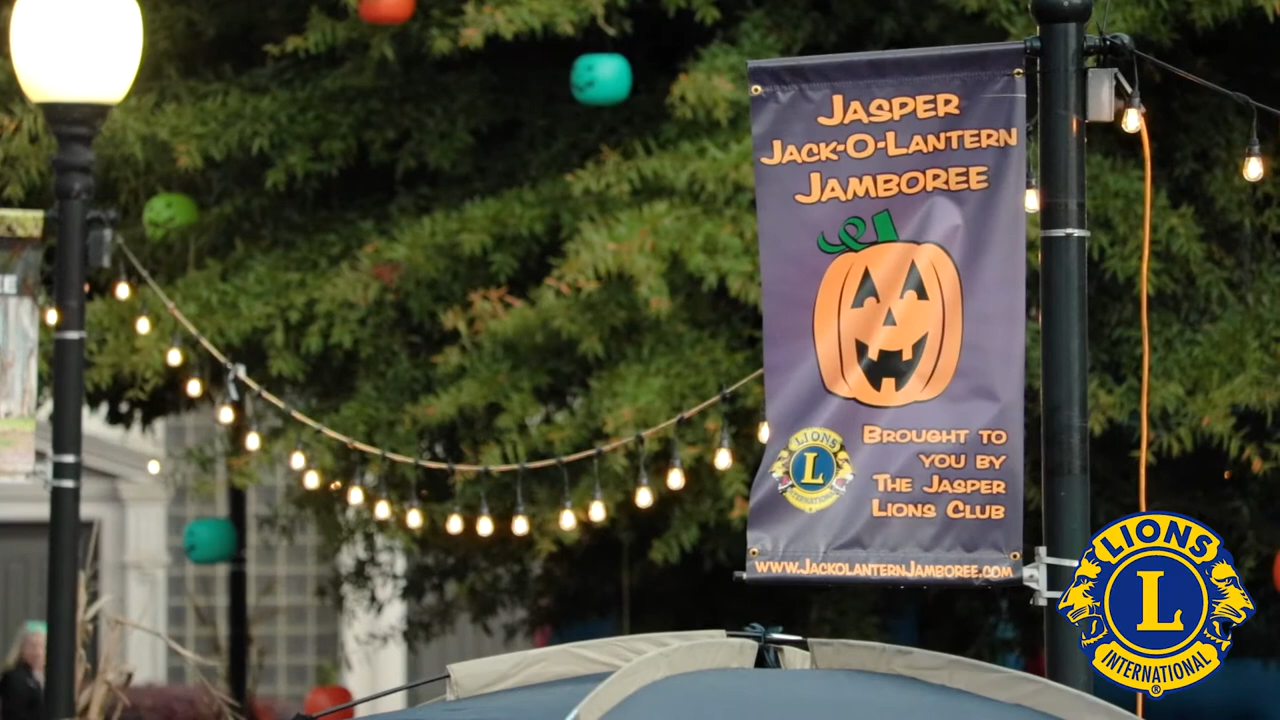 Jasper
Jack-O-Lantern
Jamboree
LIONS
L
INTERNATIONAL
Brought to
you by
The Jasper
Lions Club
www.JackolanternJamboree.com
LIONS
L
INTERNATIONAL
®